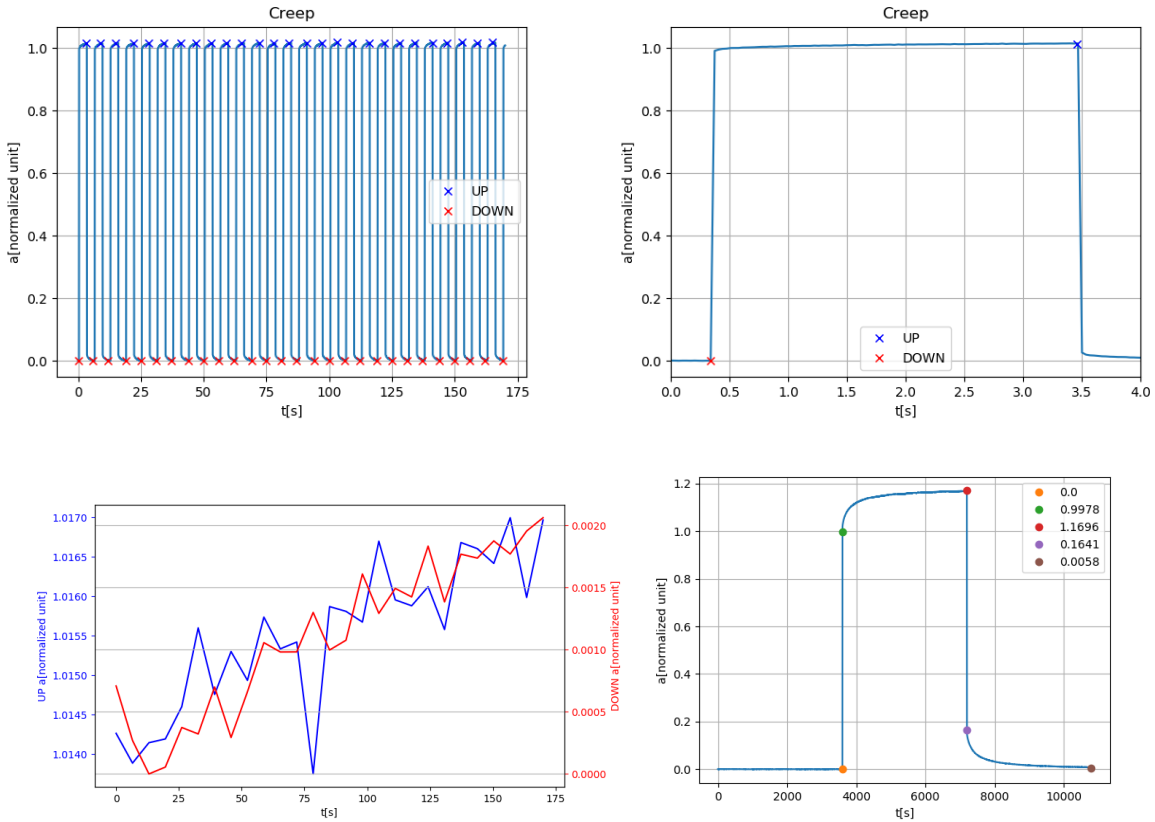 Creep
1.0
0.8
0.6
0.4
0.2
0.0
a[normalized unit]
UP
DOWN
0 25 50 75 100 125 150 175
t[s]
Creep
1.0
0.8
0.6
0.4
0.2
0.0
a[normalized unit]
UP
DOWN
0.0 0.5 1.0 1.5 2.0 2.5 3.0 3.5 4.0
t[s]
1.0170
1.0165
1.0160
1.0155
1.0150
1.0145
1.0140
UP a[normalized unit]
0.0020
0.0015
0.0010
0.0005
0.0000
DOWN a[normalized unit]
0 25 50 75 100 125 150 175
t[s]
1.2
1.0
0.8
0.6
0.4
0.2
0.0
a[normalized unit]
0.0
0.9978
1.1696
0.1641
0.0058
0 2000 4000 6000 8000 10000
t[s]